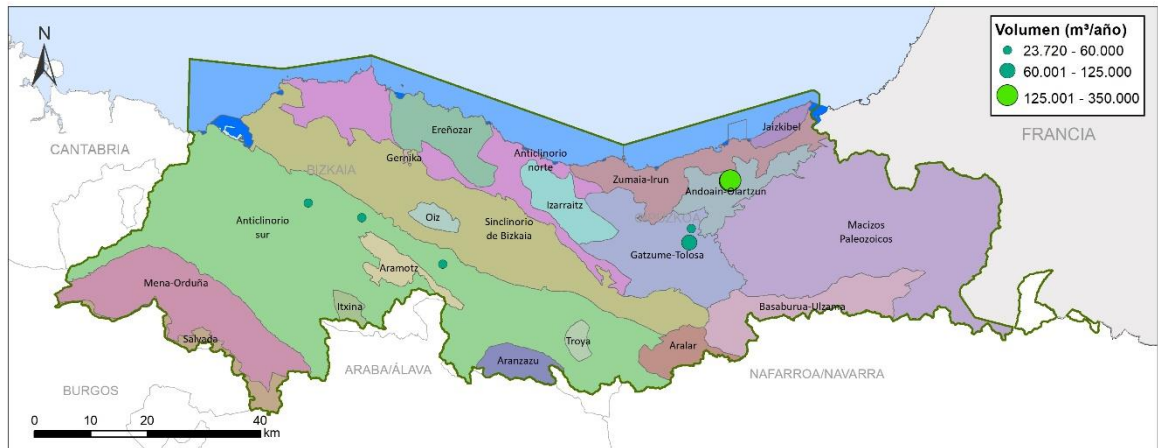 N
Volumen (m³/año)
23.720 - 60.000
60.001 - 125.000
125.001 - 350.000
FRANCIA
CANTABRIA
BIZKAIA
Ereñozar
Gernika
Anticlinorio
norte
Jaizkibel
Zumaia-Irun
Andoain-Oiartzun
GIPUZKOA
Izarraitz
Anticlinorio
sur
Oiz
Sinclinorio
de Bizkaia
Gatzume-Tolosa
Macizos
Paleozoicos
Aramotz
Mena-Orduña
Itxina
Basaburua-Ulzama
Salvada
Troya
Aralar
Aranzazu
ARABA/ÁLAVA
NAFARROA/NAVARRA
BURGOS
0 10 20 40
km